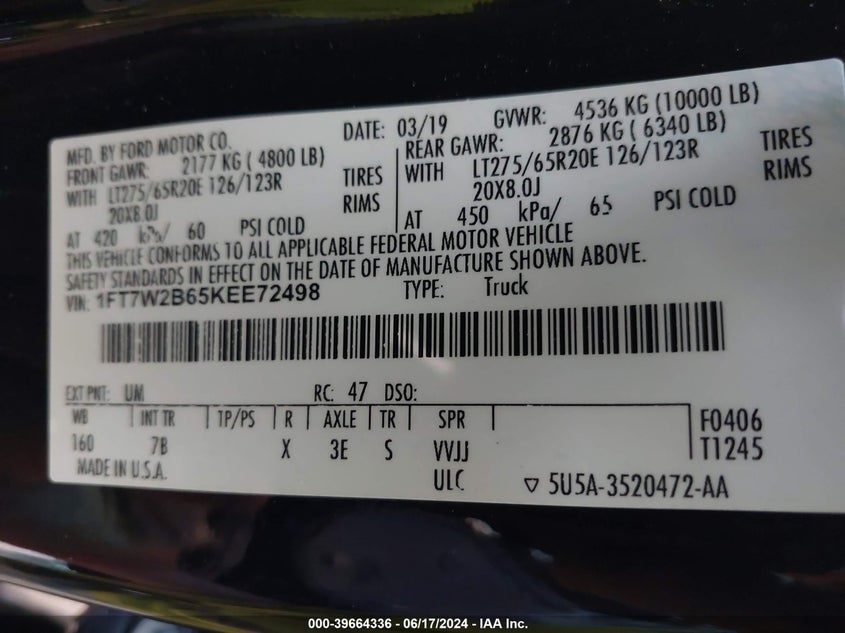 MFD. BY FORD MOTOR CO.
DATE: 03/19 GVWR: 4536 KG (10000 LB)
FRONT GAWR: 2177 KG ( 4800 LB)
WITH LT275/65R20E 126/123R TIRES
20X8.0J RIMS
AT 420 kPa/ 60 PSI COLD
REAR GAWR: 2876 KG ( 6340 LB)
WITH LT275/65R20E 126/123R TIRES
20X8.0J RIMS
AT 450 kPa/ 65 PSI COLD
THIS VEHICLE CONFORMS TO ALL APPLICABLE FEDERAL MOTOR VEHICLE
SAFETY STANDARDS IN EFFECT ON THE DATE OF MANUFACTURE SHOWN ABOVE.
VIN: 1FT7W2B65KEE72498 TYPE: Truck
EXT PNT: UM RC: 47 DSO:
WB INT TR TP/PS R AXLE TR SPR F0406
160 7B X 3E S VVJJ T1245
MADE IN U.S.A. ULC ▽ 5U5A-3520472-AA
000-39664336 - 06/17/2024 - IAA Inc.